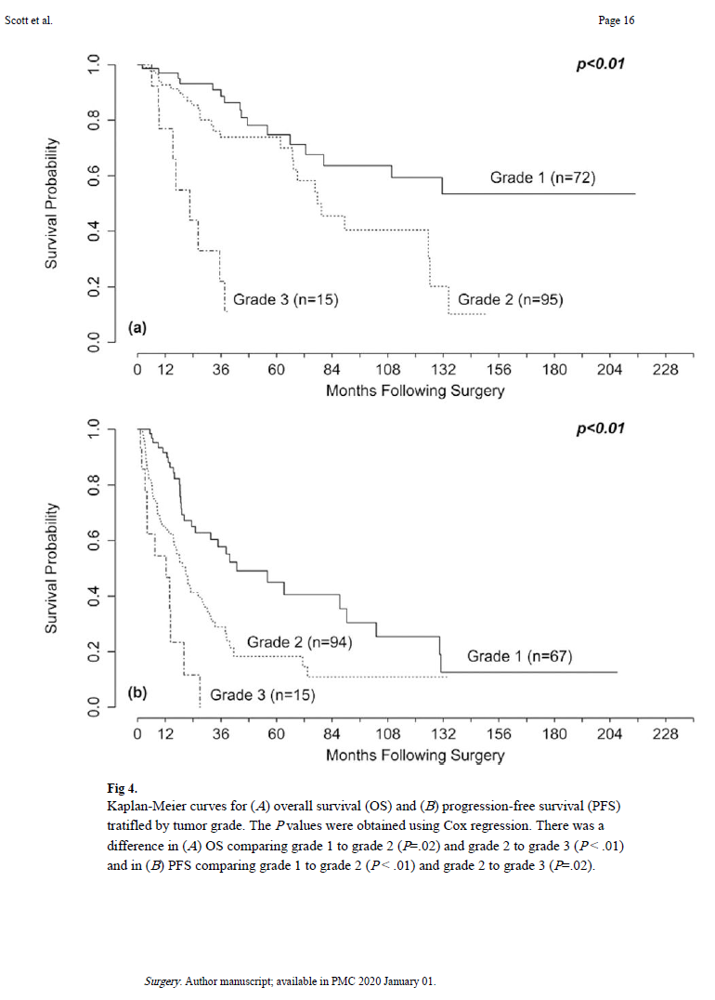 Scott et al.
Page 16
p<0.01
1.0
0.8
0.6
0.4
0.2
0.0
Survival Probability
Grade 1 (n=72)
Grade 3 (n=15)
Grade 2 (n=95)
(a)
0 12 36 60 84 108 132 156 180 204 228
Months Following Surgery
p<0.01
1.0
0.8
0.6
0.4
0.2
0.0
Survival Probability
Grade 2 (n=94)
Grade 1 (n=67)
(b)
Grade 3 (n=15)
0 12 36 60 84 108 132 156 180 204 228
Months Following Surgery
Fig 4.
Kaplan-Meier curves for (A) overall survival (OS) and (B) progression-free survival (PFS)
tratifled by tumor grade. The P values were obtained using Cox regression. There was a
difference in (A) OS comparing grade 1 to grade 2 (P=.02) and grade 2 to grade 3 (P< .01)
and in (B) PFS comparing grade 1 to grade 2 (P< .01) and grade 2 to grade 3 (P=.02).
Surgery. Author manuscript; available in PMC 2020 January 01.